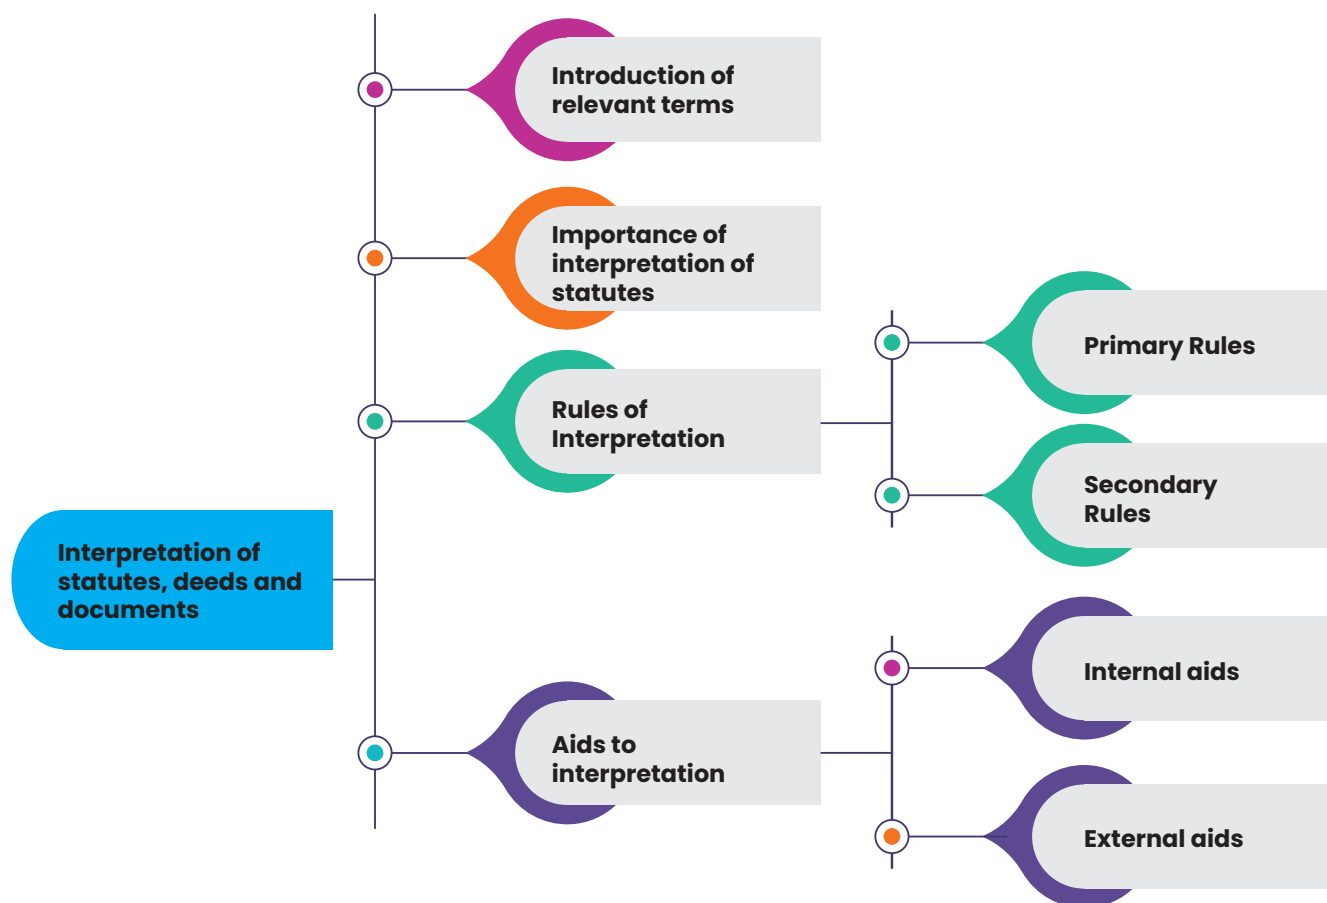 Introduction of
relevant terms
Importance of
interpretation of
statutes
Rules of
Interpretation
Primary Rules
Secondary
Rules
Interpretation of
statutes, deeds and
documents
Aids to
interpretation
Internal aids
External aids